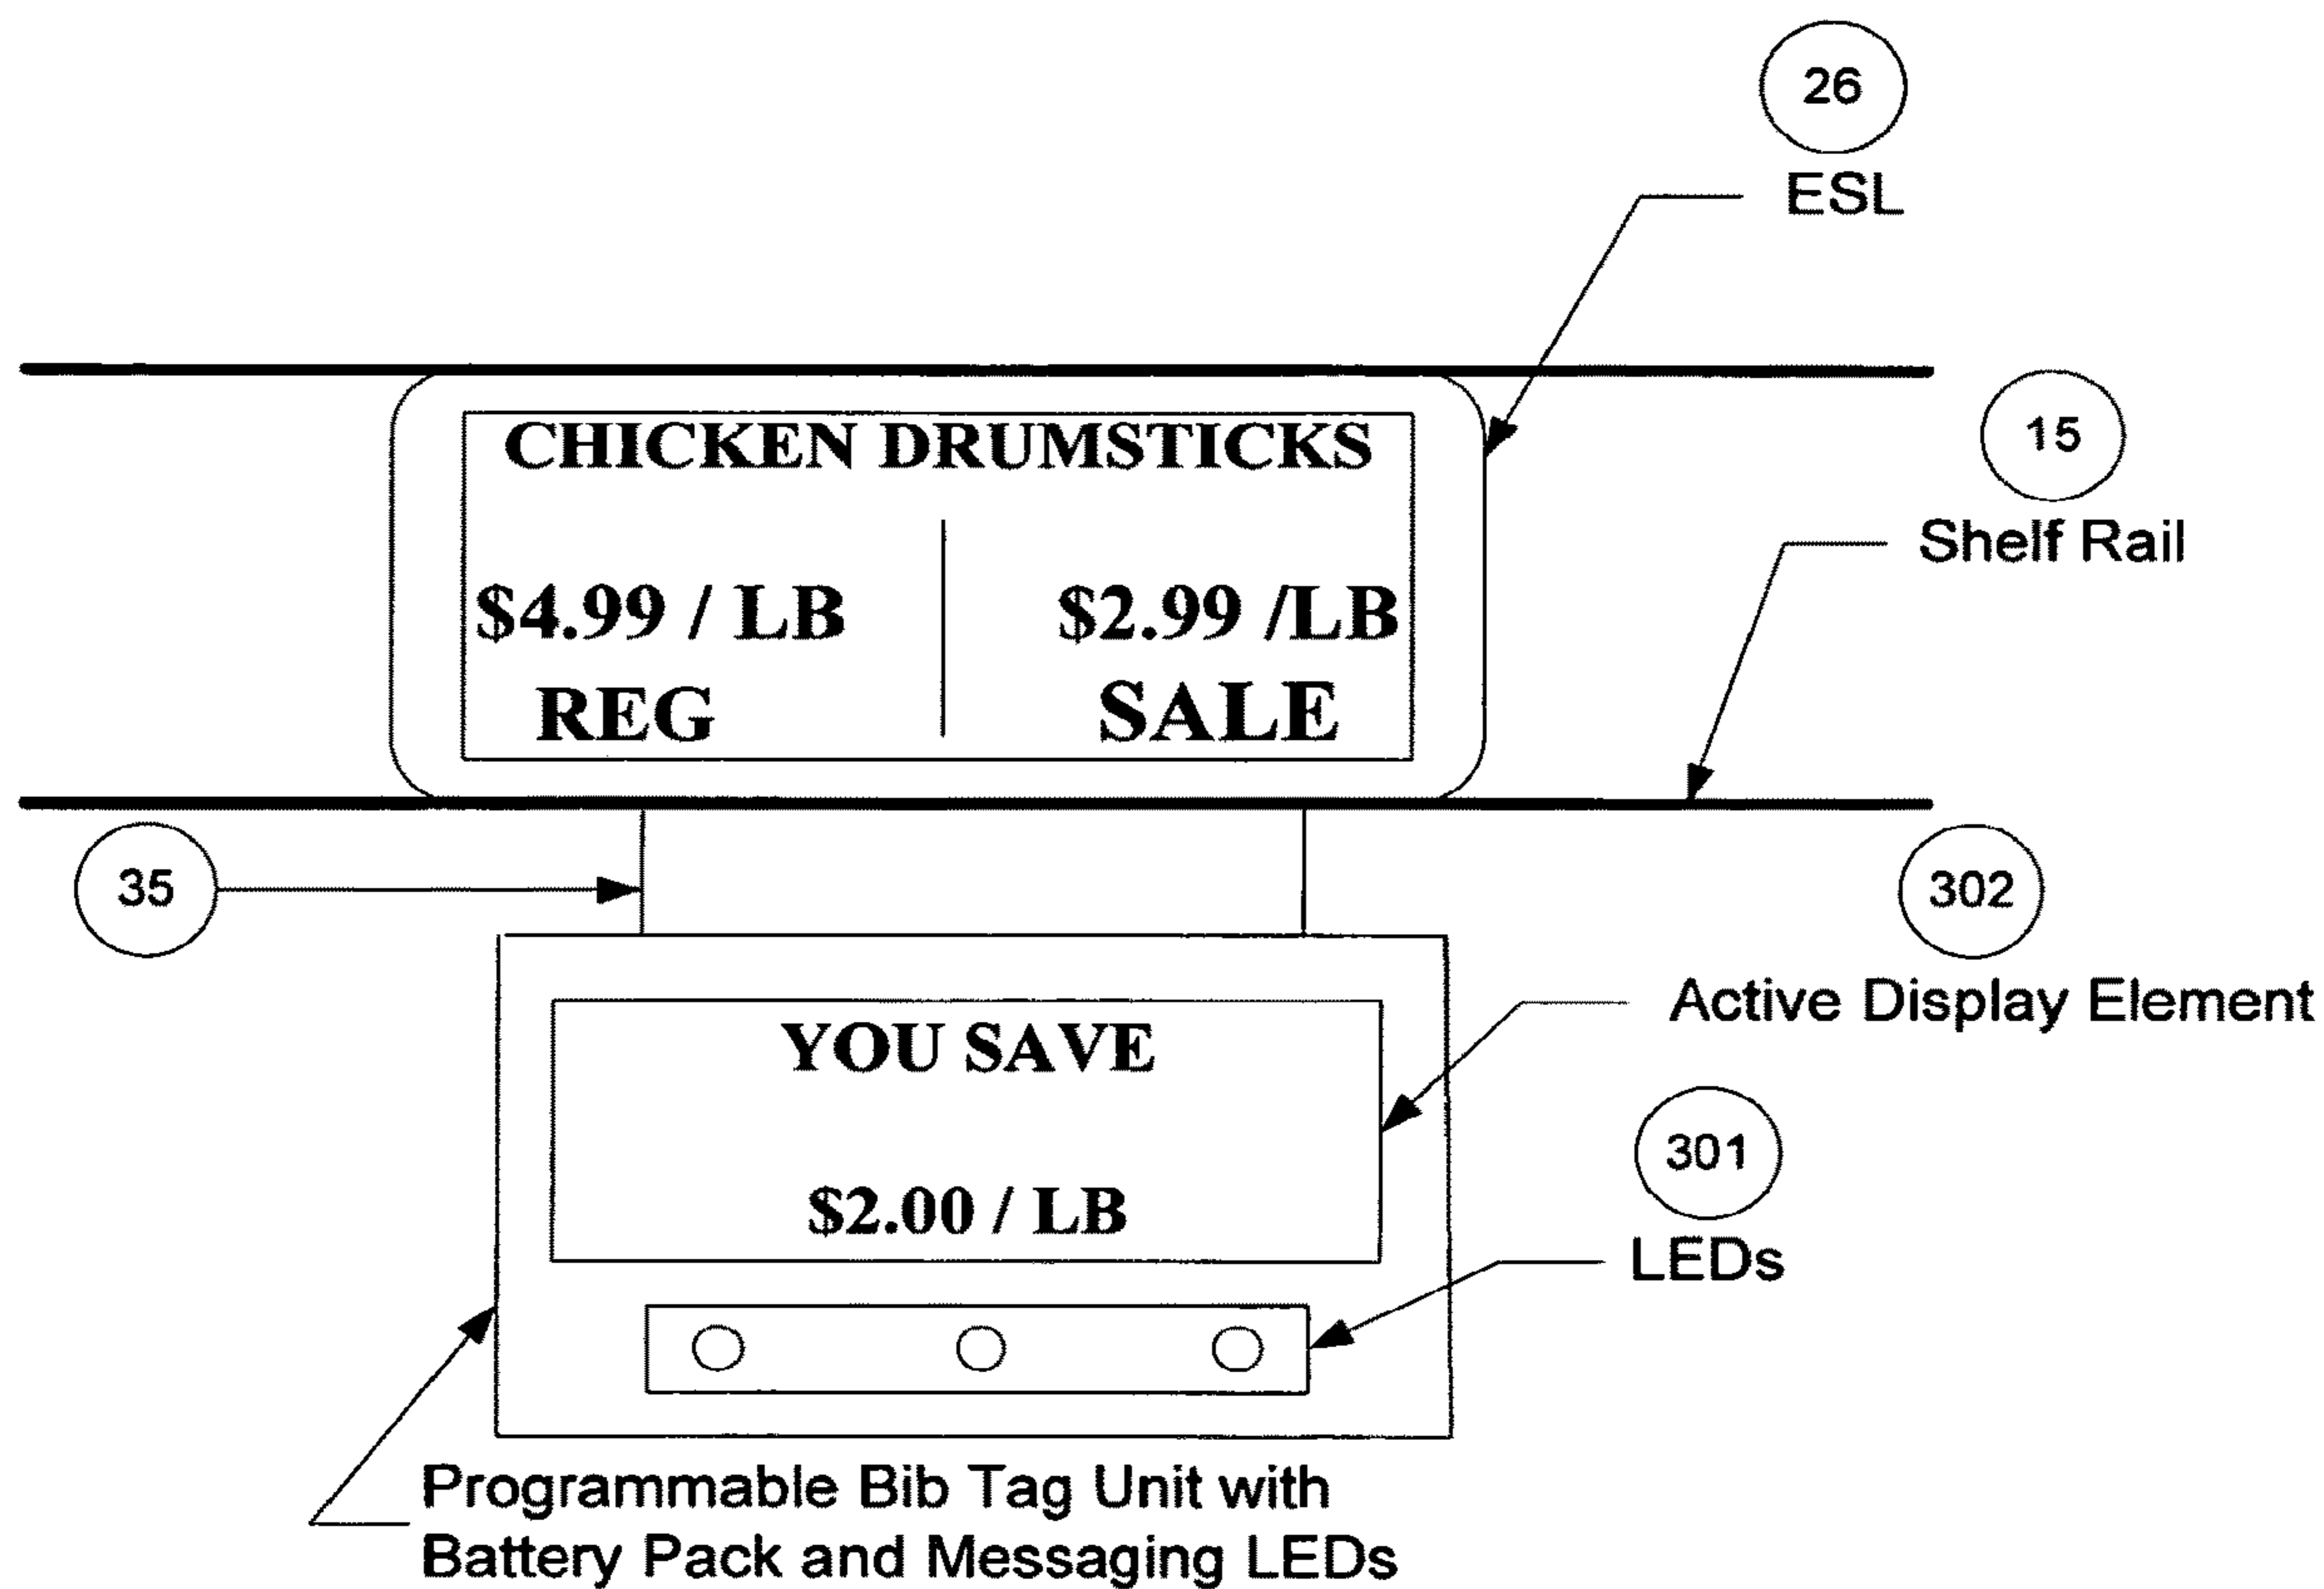 26
ESL
CHICKEN DRUMSTICKS
15
Shelf Rail
$4.99 / LB
$2.99 /LB
REG
SALE
35
302
Active Display Element
YOU SAVE
$2.00 / LB
301
LEDs
Programmable Bib Tag Unit with
Battery Pack and Messaging LEDs